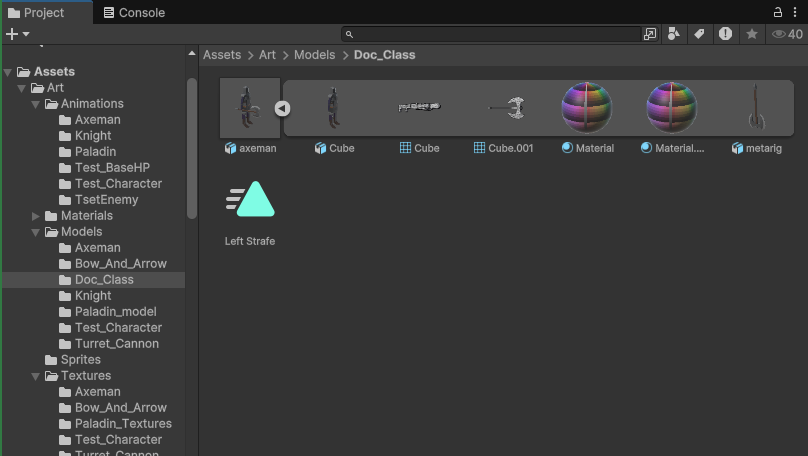 Project
Console
40
Assets > Art > Models > Doc_Class
Assets
Art
Animations
Axeman
Knight
Paladin
Test_BaseHP
Test_Character
TsetEnemy
Materials
Models
Axeman
Bow_And_Arrow
Doc_Class
Knight
Paladin_model
Test_Character
Turret_Cannon
Sprites
Textures
Axeman
Bow_And_Arrow
Paladin_Textures
Test_Character
Turret_Cannon
axeman
Cube
Cube
Cube.001
Material
Material....
metarig
Left Strafe